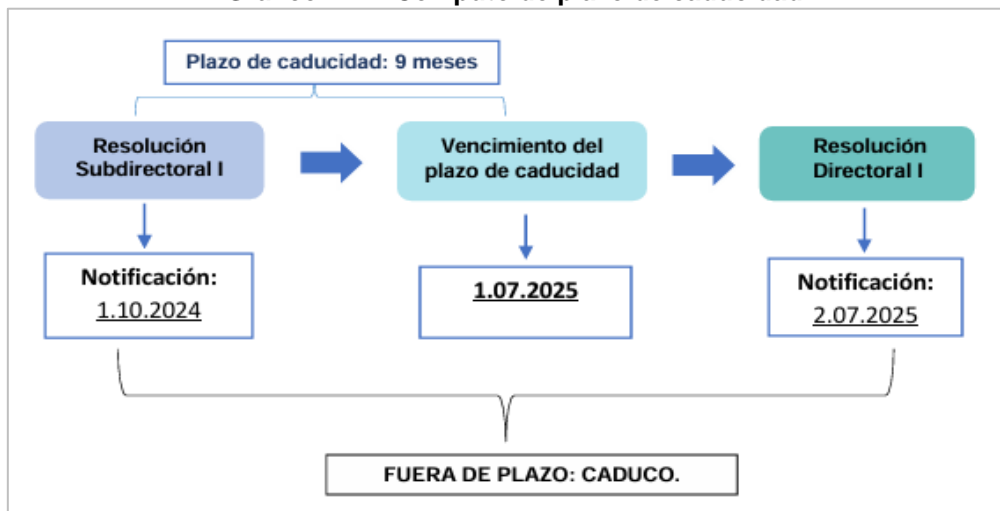 Plazo de caducidad: 9 meses
Resolución
Subdirectoral I
Vencimiento del
plazo de caducidad
Resolución
Directoral I
Notificación:
1.10.2024
1.07.2025
Notificación:
2.07.2025
FUERA DE PLAZO: CADUCO.